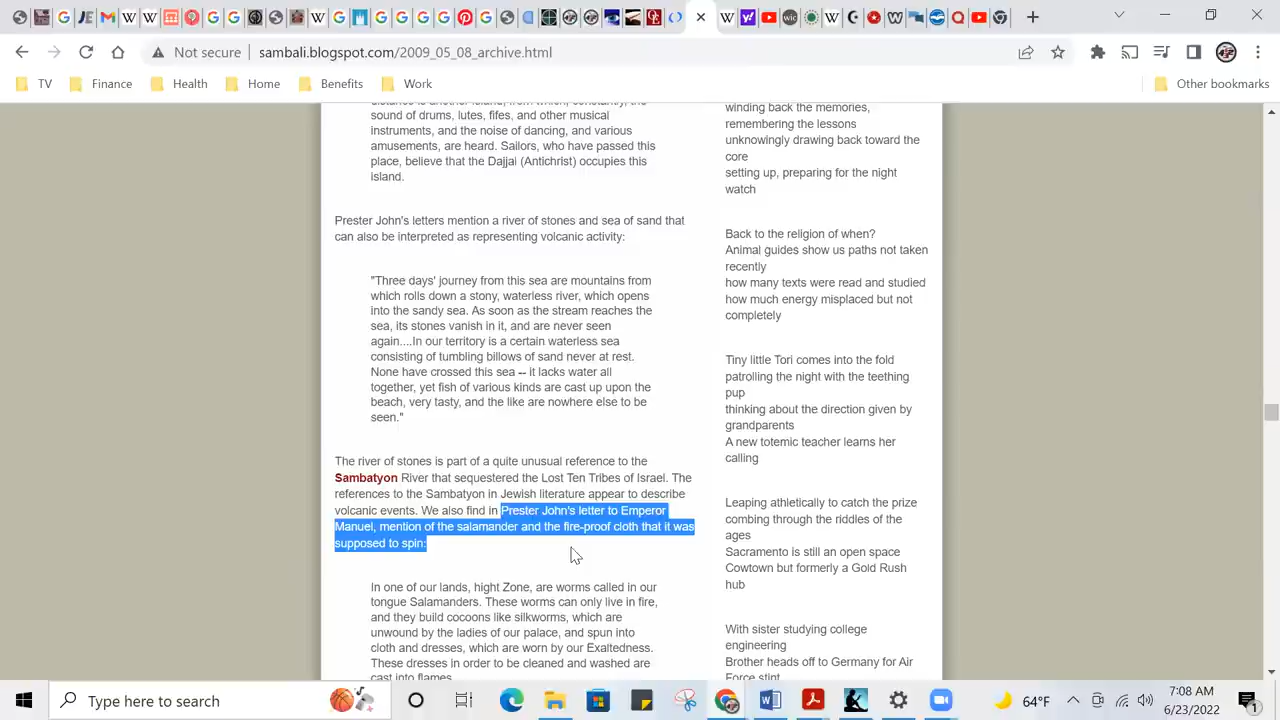 Not secure
sambali.blogspot.com/2009_05_08_archive.html
TV
Finance
Health
Home
Benefits
Work
Other bookmarks
sound of drums, lutes, fifes, and other musical
instruments, and the noise of dancing, and various
amusements, are heard. Sailors, who have passed this
place, believe that the Dajjal (Antichrist) occupies this
island.
Prester John's letters mention a river of stones and sea of sand that
can also be interpreted as representing volcanic activity:
"Three days' journey from this sea are mountains from
which rolls down a stony, waterless river, which opens
into the sandy sea. As soon as the stream reaches the
sea, its stones vanish in it, and are never seen
again....In our territory is a certain waterless sea
consisting of tumbling billows of sand never at rest.
None have crossed this sea -- it lacks water all
together, yet fish of various kinds are cast up upon the
beach, very tasty, and the like are nowhere else to be
seen."
The river of stones is part of a quite unusual reference to the
Sambatyon River that sequestered the Lost Ten Tribes of Israel. The
references to the Sambatyon in Jewish literature appear to describe
volcanic events. We also find in Prester John's letter to Emperor
Manuel, mention of the salamander and the fire-proof cloth that it was
supposed to spin:
In one of our lands, hight Zone, are worms called in our
tongue Salamanders. These worms can only live in fire,
and they build cocoons like silkworms, which are
unwound by the ladies of our palace, and spun into
cloth and dresses, which are worn by our Exaltedness.
These dresses in order to be cleaned and washed are
cast into flames
winding back the memories,
remembering the lessons
unknowingly drawing back toward the
core
setting up, preparing for the night
watch
Back to the religion of when?
Animal guides show us paths not taken
recently
how many texts were read and studied
how much energy misplaced but not
completely
Tiny little Tori comes into the fold
patrolling the night with the teething
pup
thinking about the direction given by
grandparents
A new totemic teacher learns her
calling
Leaping athletically to catch the prize
combing through the riddles of the
ages
Sacramento is still an open space
Cowtown but formerly a Gold Rush
hub
With sister studying college
engineering
Brother heads off to Germany for Air
Force stint
Type here to search
64°F
7:08 AM
6/23/2022